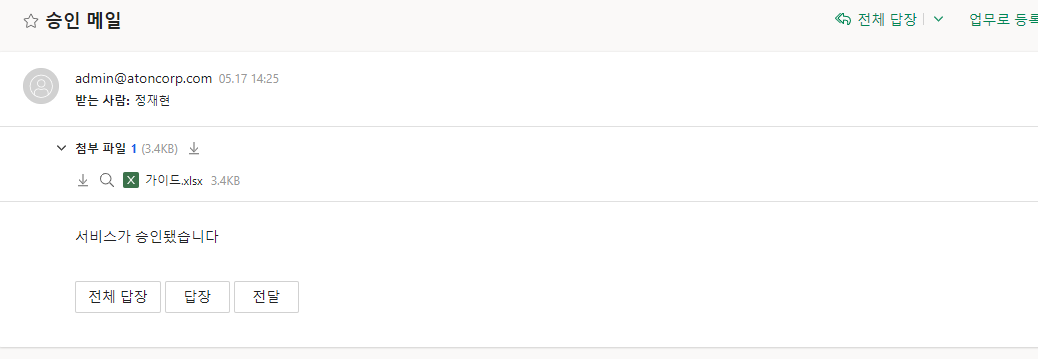 승인 메일
전체 답장
업무로 등록
admin@atoncorp.com 05.17 14:25
받는 사람: 정재현
첨부 파일 1 (3.4KB)
가이드.xlsx 3.4KB
서비스가 승인됐습니다
전체 답장 답장 전달